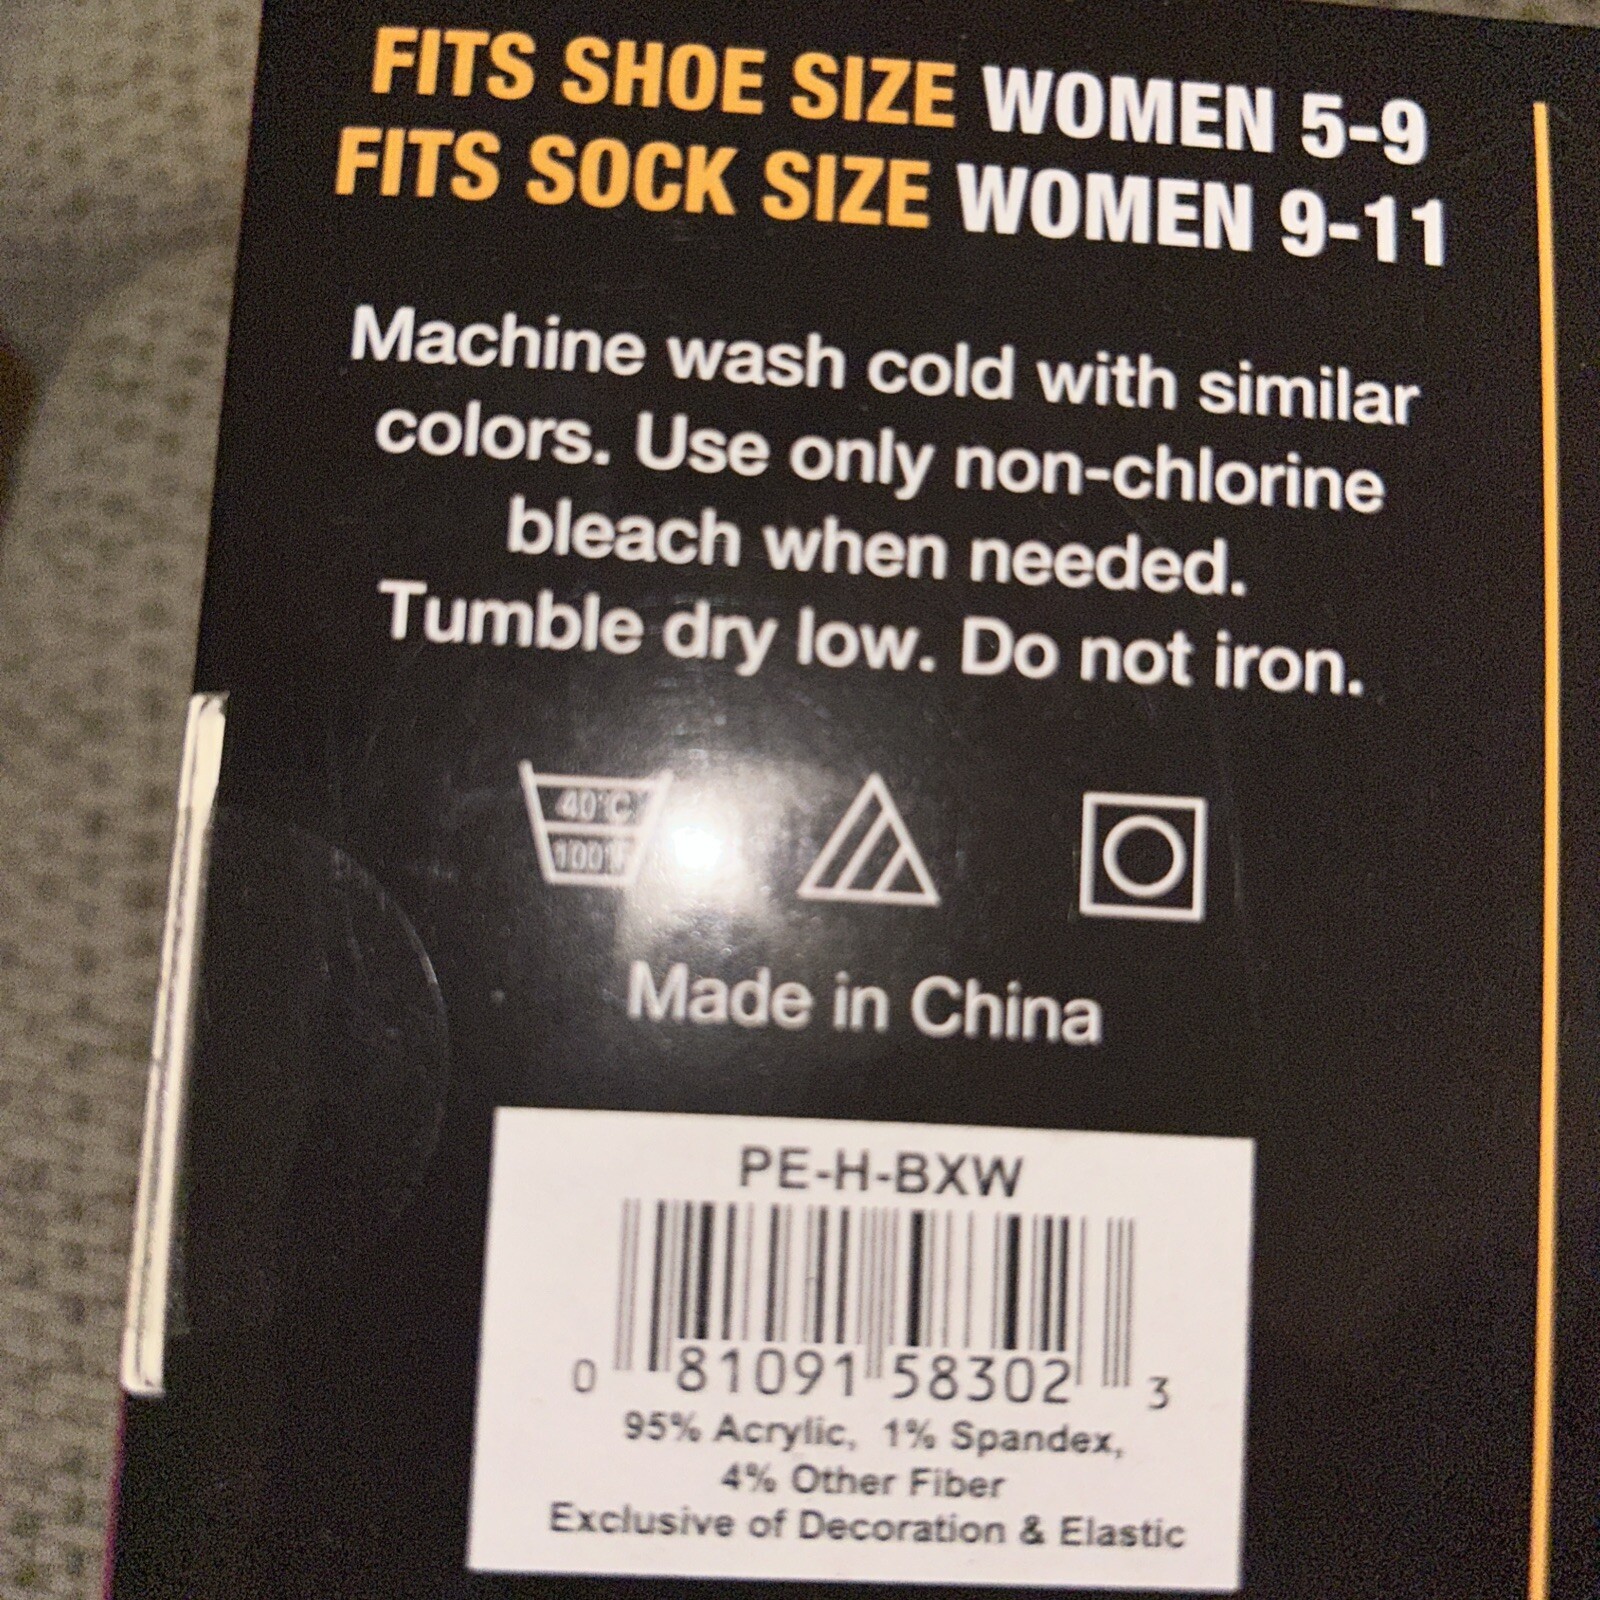 FITS SHOE SIZE WOMEN 5-9
FITS SOCK SIZE WOMEN 9-11
Machine wash cold with similar
colors. Use only non-chlorine
bleach when needed.
Tumble dry low. Do not iron.
40°C
100°F
Made in China
PE-H-BXW
0 81091 58302 3
95% Acrylic, 1% Spandex,
4% Other Fiber
Exclusive of Decoration & Elastic